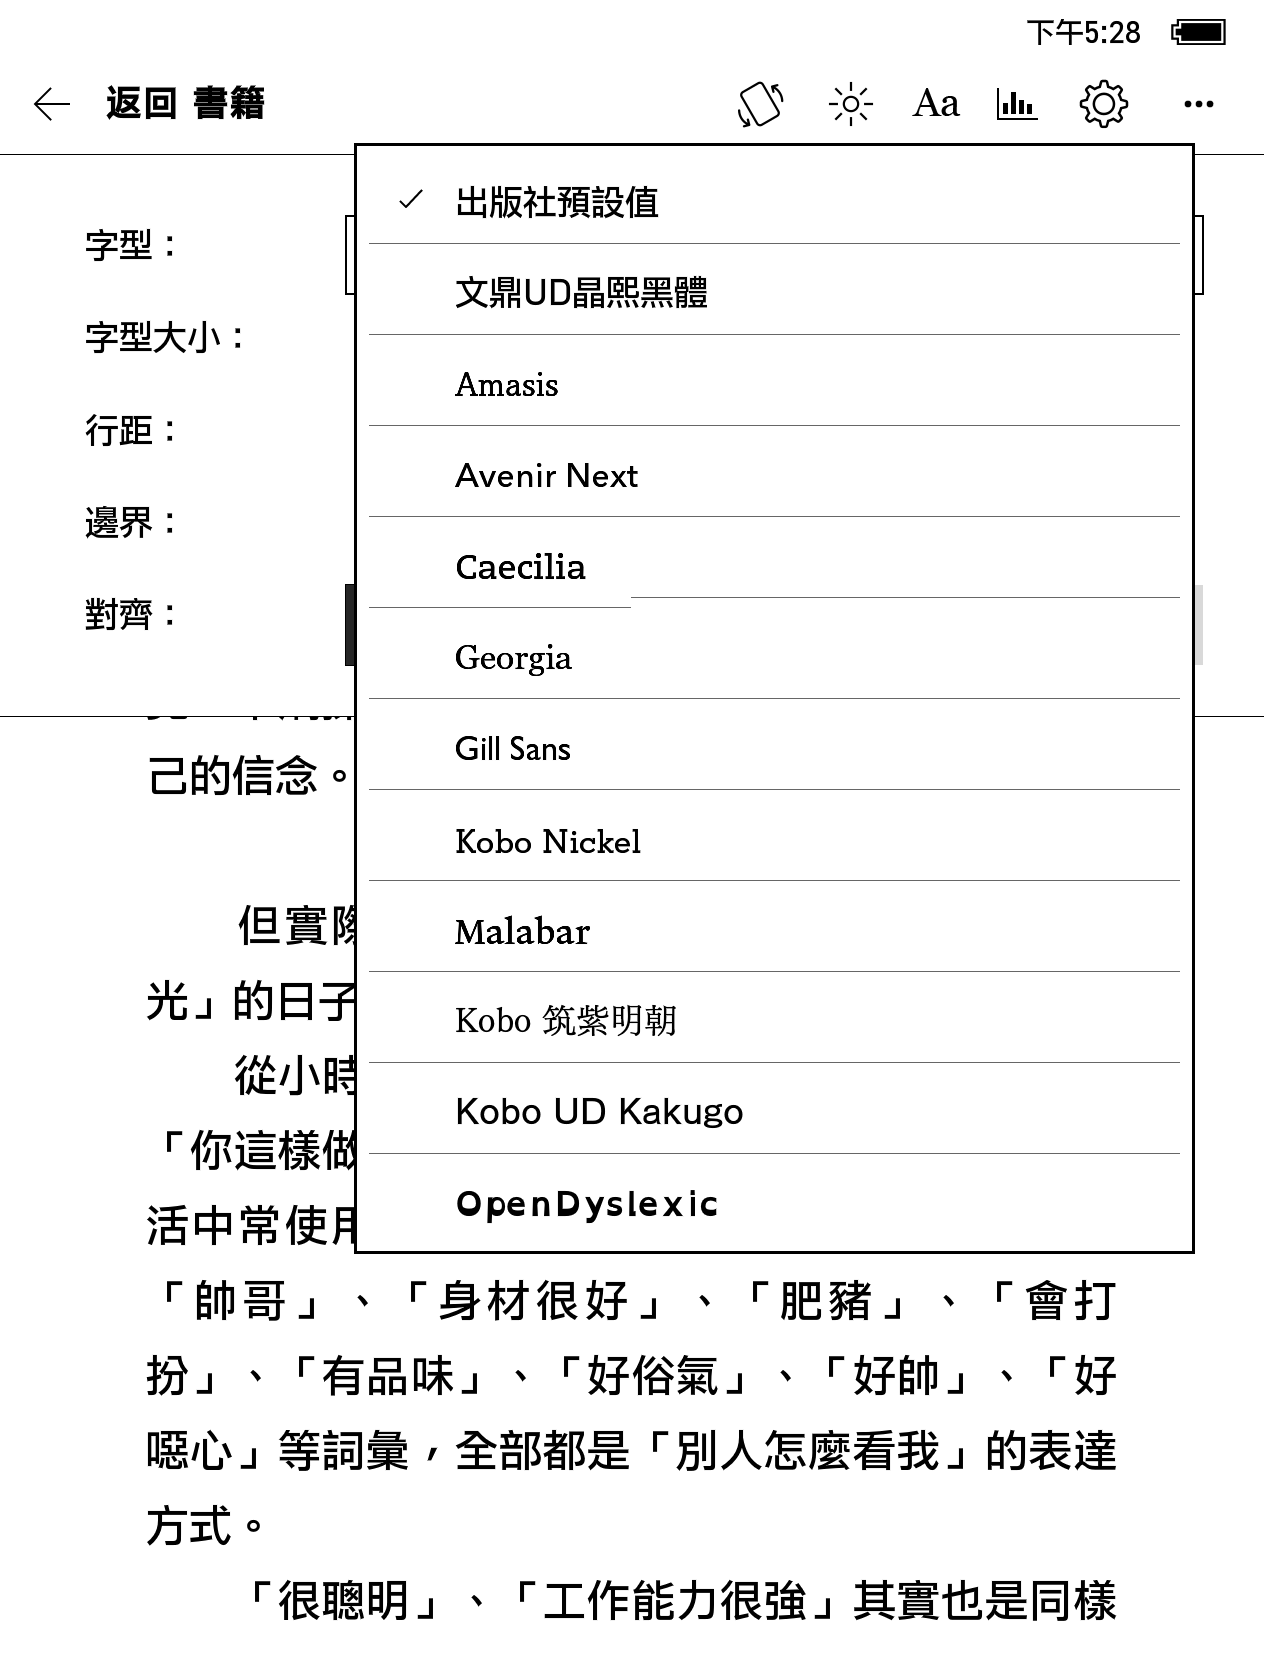 下午5:28
返回 書籍
Aa
出版社預設值
文鼎UD晶熙黑體
Amasis
Avenir Next
Caecilia
Georgia
Gill Sans
Kobo Nickel
Malabar
Kobo 筑紫明朝
Kobo UD Kakugo
OpenDyslexic
字型：
字型大小：
行距：
邊界：
對齊：
己的信念。
但實際
光」的日子
從小時
「你這樣做
活中常使用
「帥哥」、「身材很好」、「肥豬」、「會打
扮」、「有品味」、「好俗氣」、「好帥」、「好
噁心」等詞彙，全部都是「別人怎麼看我」的表達
方式。
「很聰明」、「工作能力很強」其實也是同樣